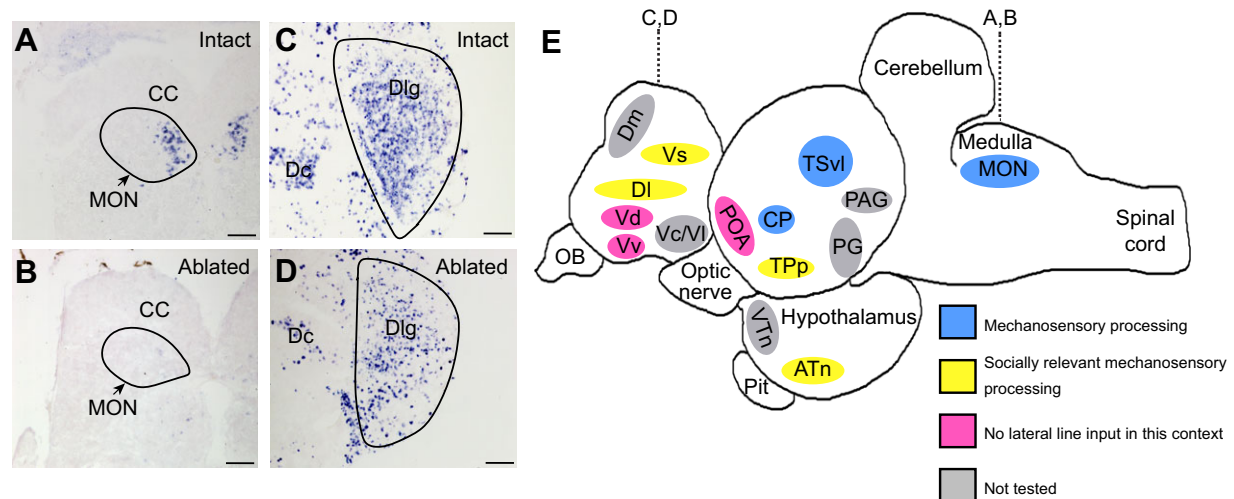 A
Intact
CC
MON
B
Ablated
CC
MON
C
Intact
Dlg
Dc
D
Ablated
Dlg
Dc
E
C,D
A,B
Cerebellum
Medulla
MON
Spinal
cord
Dm
Vs
Dl
Vd
Vv
Vc/Vl
OB
Optic
nerve
TSvl
PAG
POA
CP
PG
TPp
VTn
Hypothalamus
ATn
Pit
Mechanosensory processing
Socially relevant mechanosensory
processing
No lateral line input in this context
Not tested